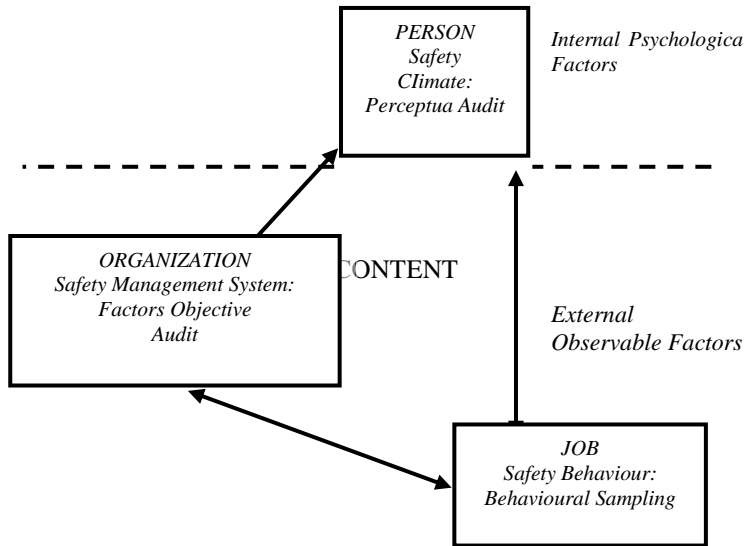 PERSON
Safety
CIimate:
Perceptua Audit
Internal Psychologica
Factors
ORGANIZATION
Safety Management System:
Factors Objective
Audit
CONTENT
External
Observable Factors
JOB
Safety Behaviour:
Behavioural Sampling